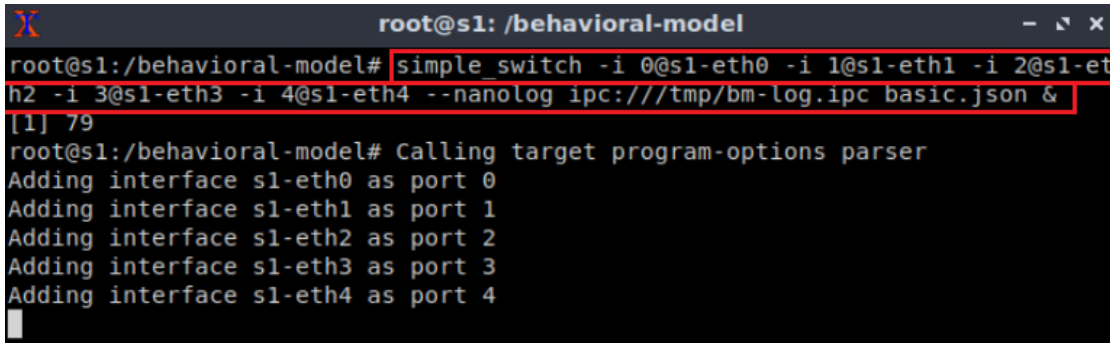 root@s1: /behavioral-model
root@s1:/behavioral-model# simple_switch -i 0@s1-eth0 -i 1@s1-eth1 -i 2@s1-et
h2 -i 3@s1-eth3 -i 4@s1-eth4 --nanolog ipc:///tmp/bm-log.ipc basic.json &
[1] 79
root@s1:/behavioral-model# Calling target program-options parser
Adding interface s1-eth0 as port 0
Adding interface s1-eth1 as port 1
Adding interface s1-eth2 as port 2
Adding interface s1-eth3 as port 3
Adding interface s1-eth4 as port 4